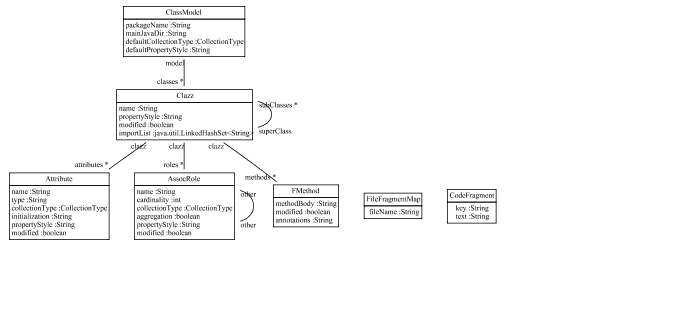 ClassModel
packageName :String
mainJavaDir :String
defaultCollectionType :CollectionType
defaultPropertyStyle :String
model
classes *
Clazz
name :String
propertyStyle :String
modified :boolean
importList :java.util.LinkedHashSet<String>
subClasses *
superClass
clazz
clazz
clazz
attributes *
roles *
methods *
Attribute
name :String
type :String
collectionType :CollectionType
initialization :String
propertyStyle :String
modified :boolean
AssocRole
name :String
cardinality :int
collectionType :CollectionType
aggregation :boolean
propertyStyle :String
modified :boolean
other
other
FMethod
methodBody :String
modified :boolean
annotations :String
FileFragmentMap
fileName :String
CodeFragment
key :String
text :String